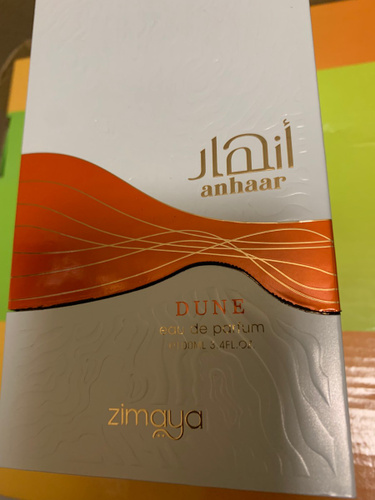 أنهار
anhaar
DUNE
eau de parfum
100ML 3.4FL.OZ
zimaya